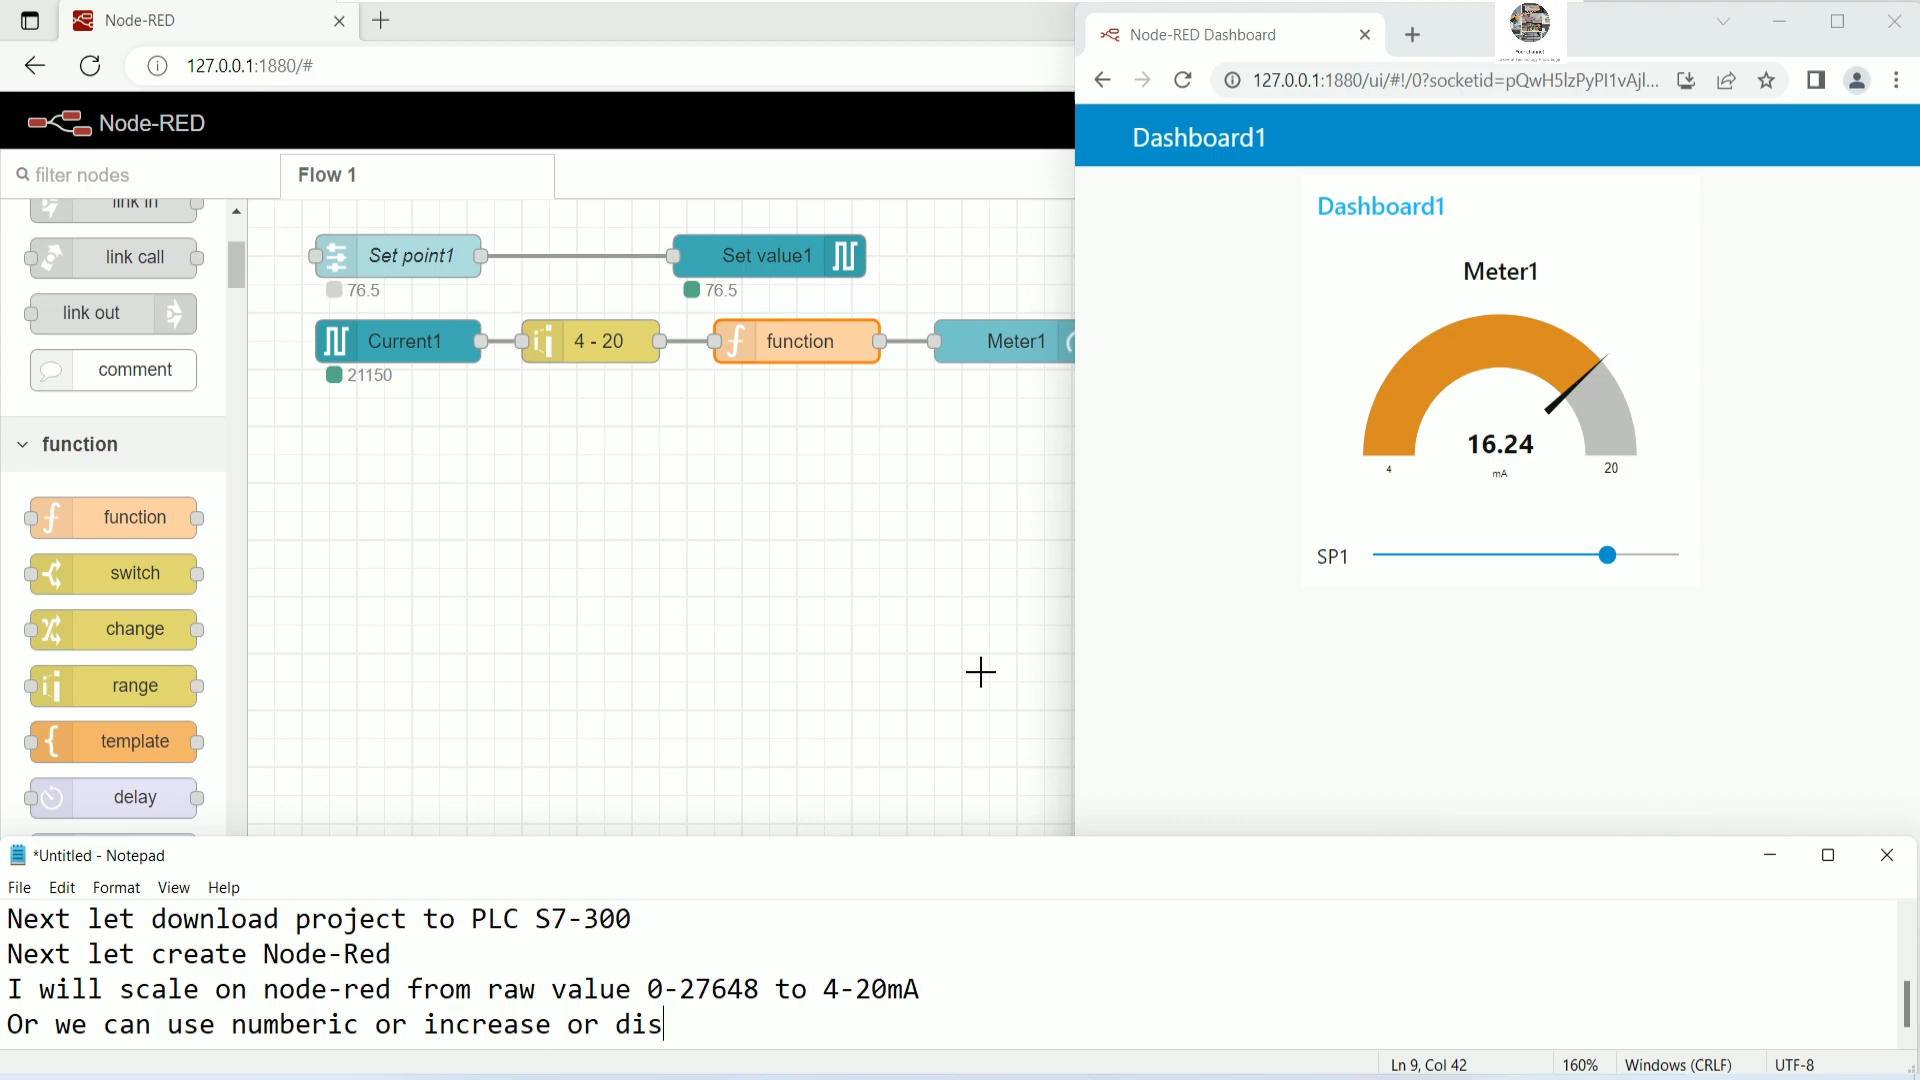 Node-RED
127.0.0.1:1880/#
Node-RED
filter nodes
Flow 1
link in
link call
link out
comment
function
function
switch
change
range
template
delay
Set point1
76.5
Set value1
76.5
Current1
21150
4 - 20
function
Meter1
Node-RED Dashboard
Your channel
127.0.0.1:1880/ui/#!/0?socketid=pQwH5lzPyPI1vAjl...
Dashboard1
Dashboard1
Meter1
16.24
mA
4
20
SP1
*Untitled - Notepad
File Edit Format View Help
Next let download project to PLC S7-300
Next let create Node-Red
I will scale on node-red from raw value 0-27648 to 4-20mA
Or we can use numberic or increase or dis
Ln 9, Col 42
160%
Windows (CRLF)
UTF-8